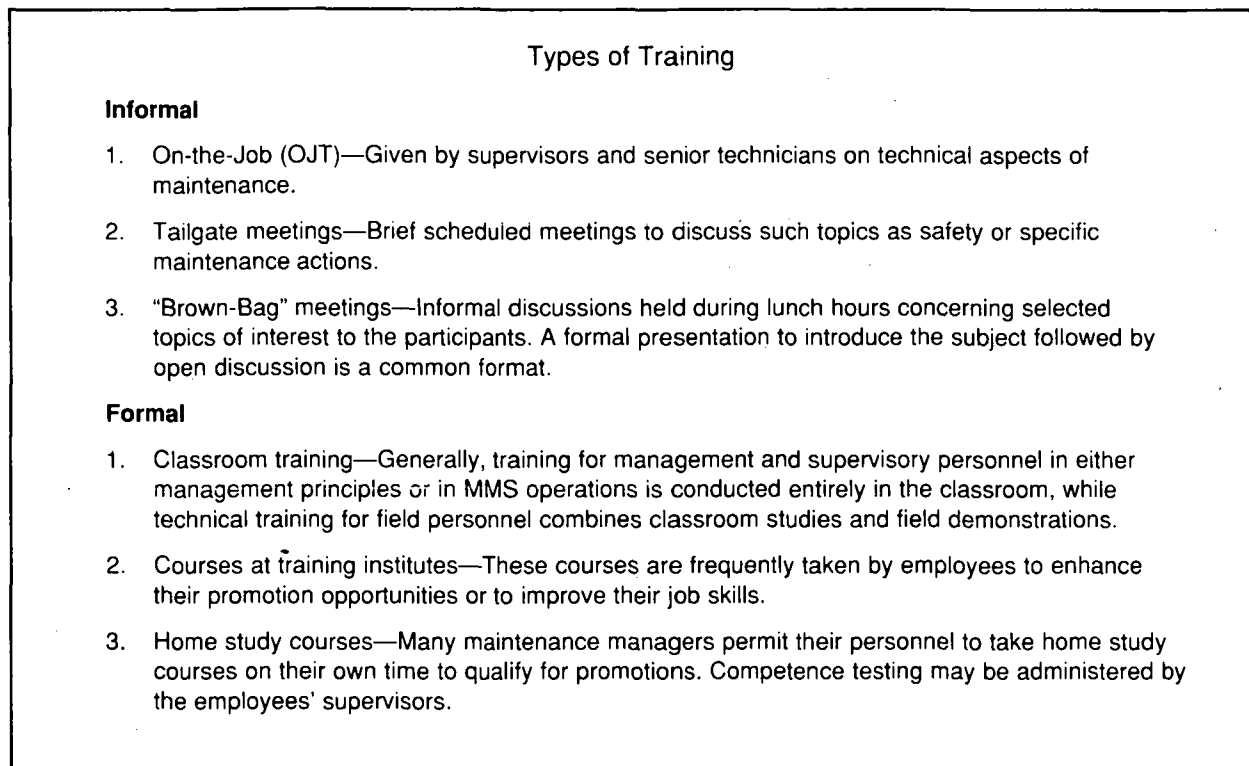 Types of Training
Informal
1. On-the-Job (OJT)—Given by supervisors and senior technicians on technical aspects of
maintenance.
2. Tailgate meetings—Brief scheduled meetings to discuss such topics as safety or specific
maintenance actions.
3. “Brown-Bag” meetings—Informal discussions held during lunch hours concerning selected
topics of interest to the participants. A formal presentation to introduce the subject followed by
open discussion is a common format.
Formal
1. Classroom training—Generally, training for management and supervisory personnel in either
management principles or in MMS operations is conducted entirely in the classroom, while
technical training for field personnel combines classroom studies and field demonstrations.
2. Courses at training institutes—These courses are frequently taken by employees to enhance
their promotion opportunities or to improve their job skills.
3. Home study courses—Many maintenance managers permit their personnel to take home study
courses on their own time to qualify for promotions. Competence testing may be administered by
the employees’ supervisors.